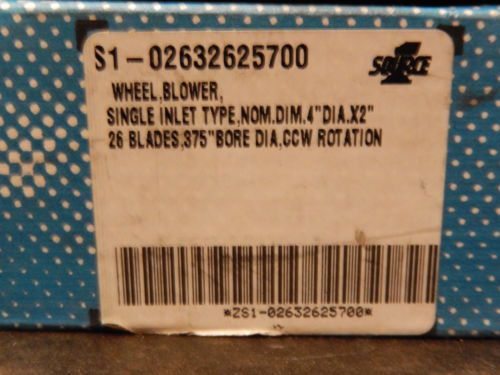 S1-02632625700
SOURCE 1
WHEEL,BLOWER,
SINGLE INLET TYPE,NOM.DIM.4"DIA.X2"
26 BLADES,375"BORE DIA,CCW ROTATION
*ZS1-02632625700*